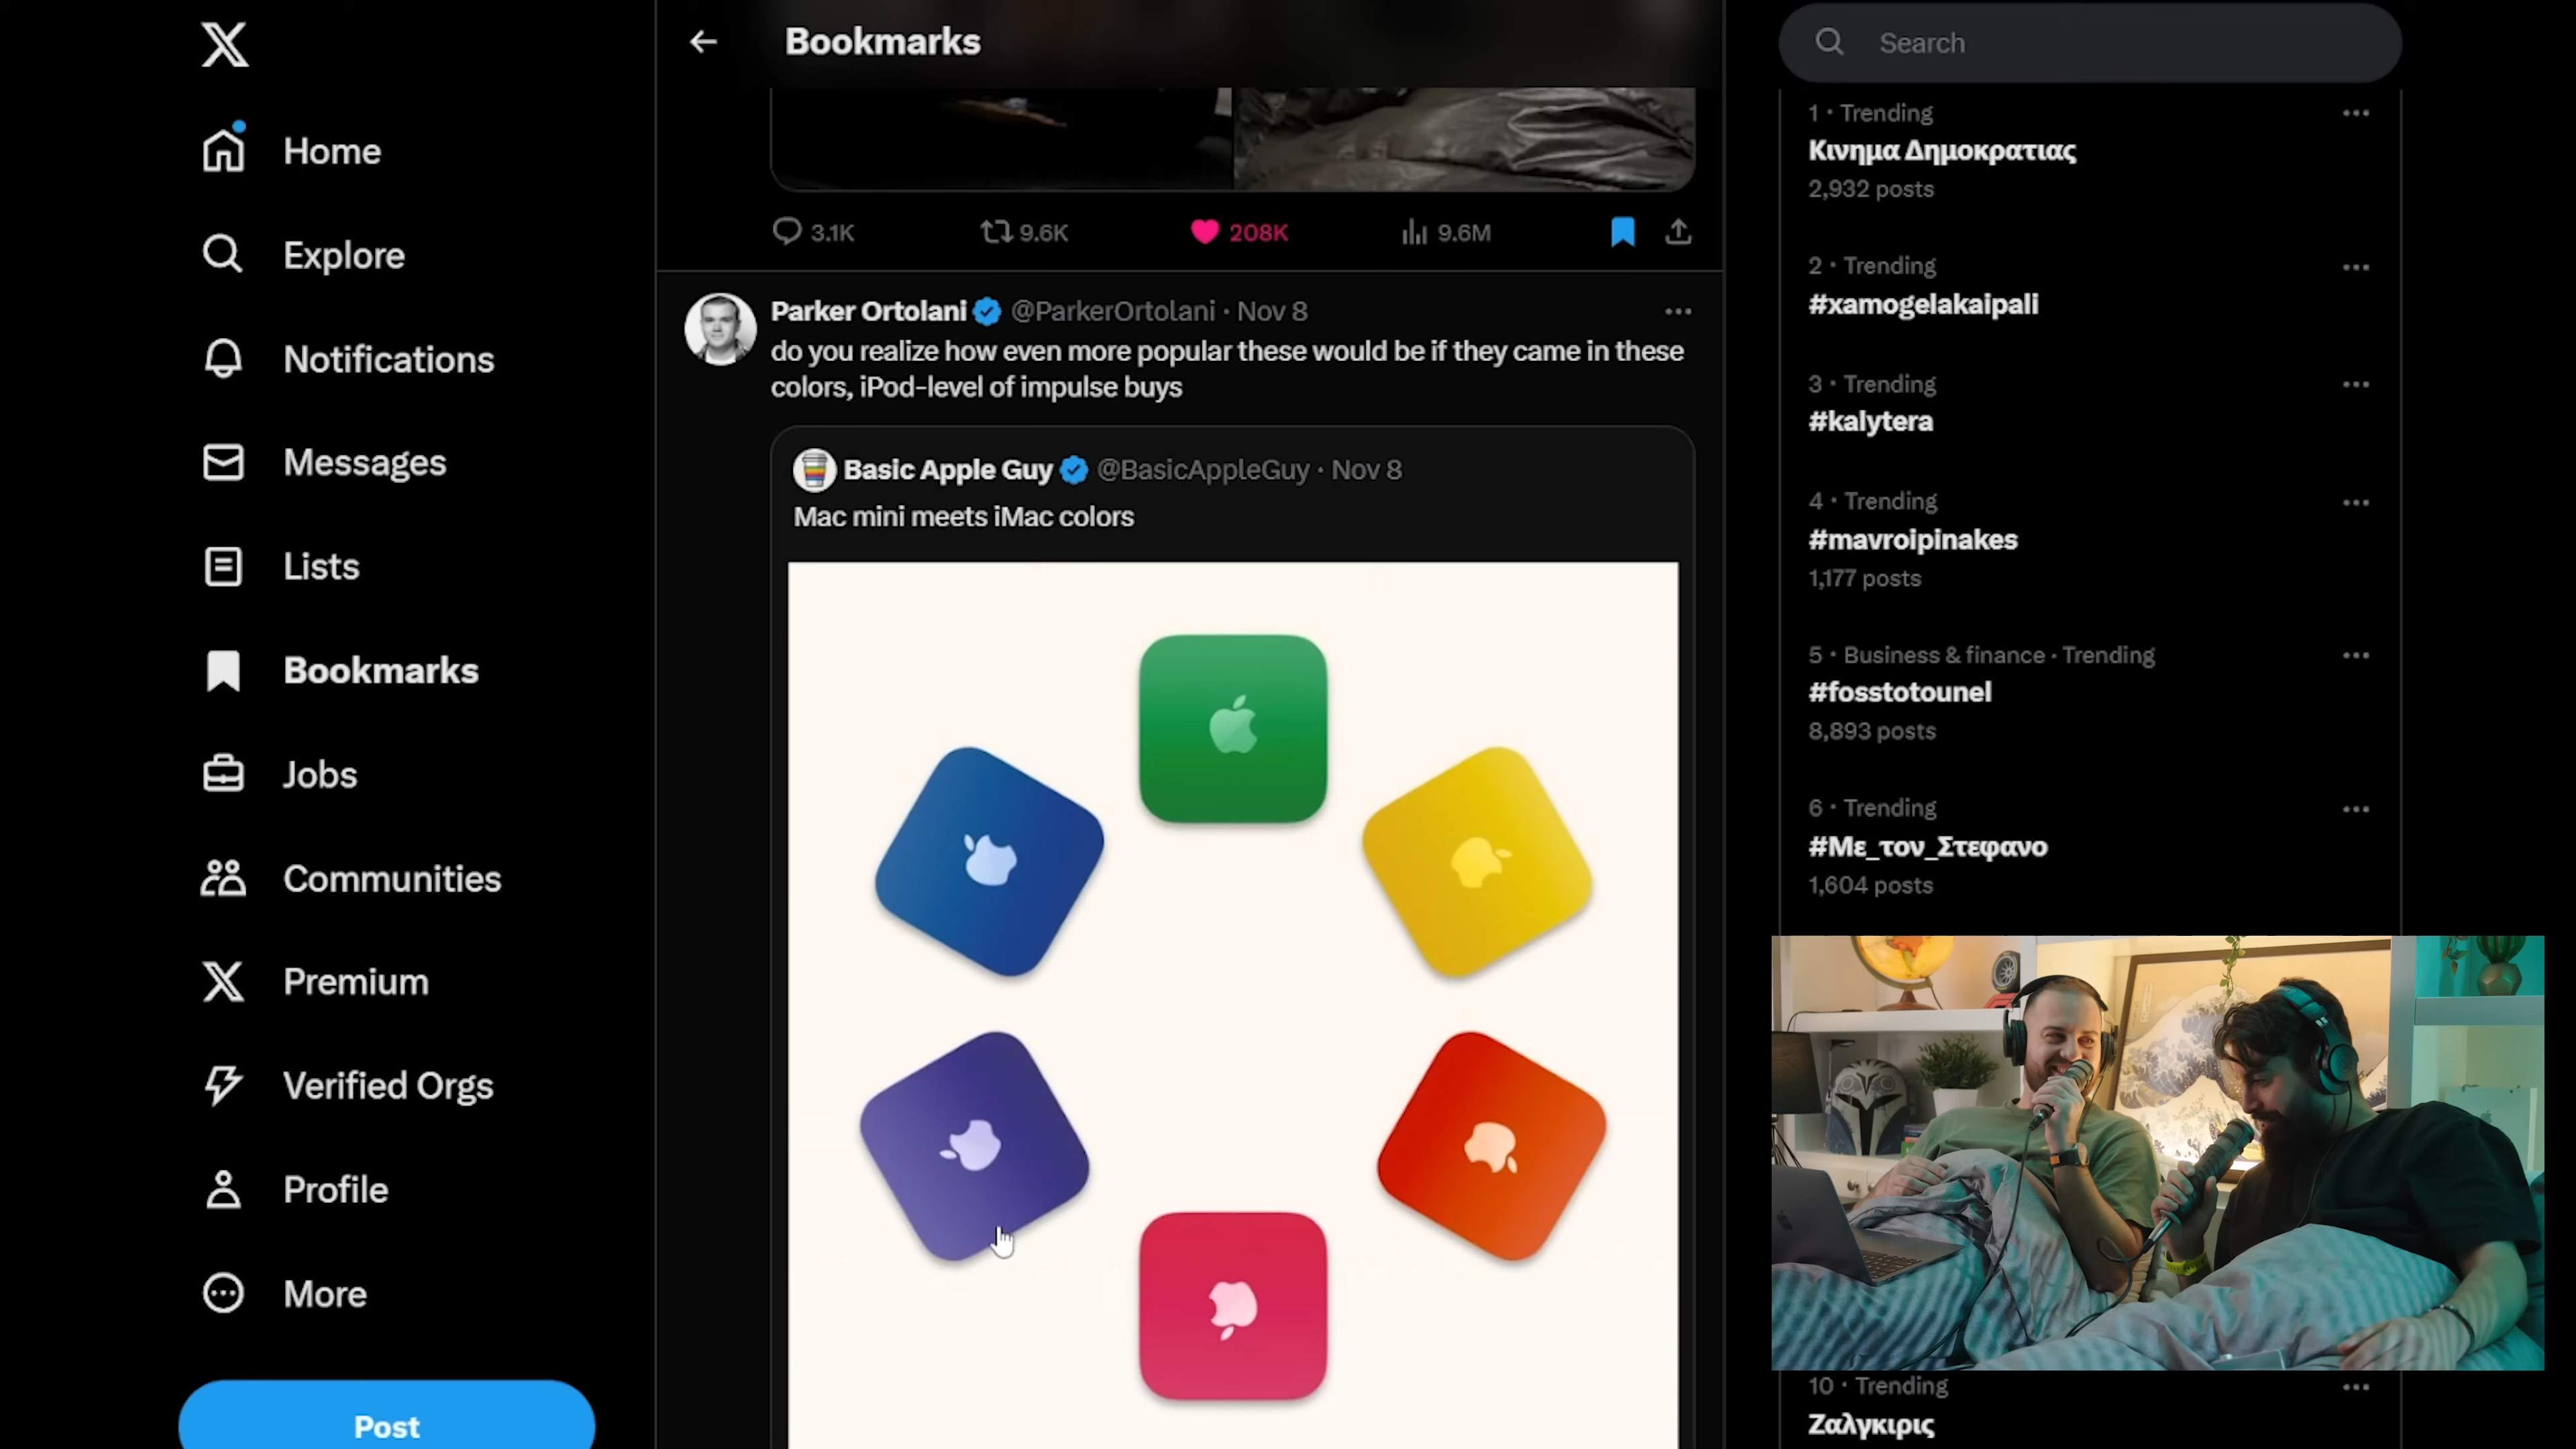 Home
Explore
Notifications
Messages
Lists
Bookmarks
Jobs
Communities
Premium
Verified Orgs
Profile
More
Post
Bookmarks
3.1K 9.6K 208K 9.6M
Parker Ortolani @ParkerOrtolani · Nov 8
do you realize how even more popular these would be if they came in these
colors, iPod-level of impulse buys
Basic Apple Guy @BasicAppleGuy · Nov 8
Mac mini meets iMac colors
Search
1 · Trending
Κινημα Δημοκρατιας
2,932 posts
2 · Trending
#xamogelakaipali
3 · Trending
#kalytera
4 · Trending
#mavroipinakes
1,177 posts
5 · Business & finance · Trending
#fosstotounel
8,893 posts
6 · Trending
#Με_τον_Στεφανο
1,604 posts
10 · Trending
Ζαλγκιρις